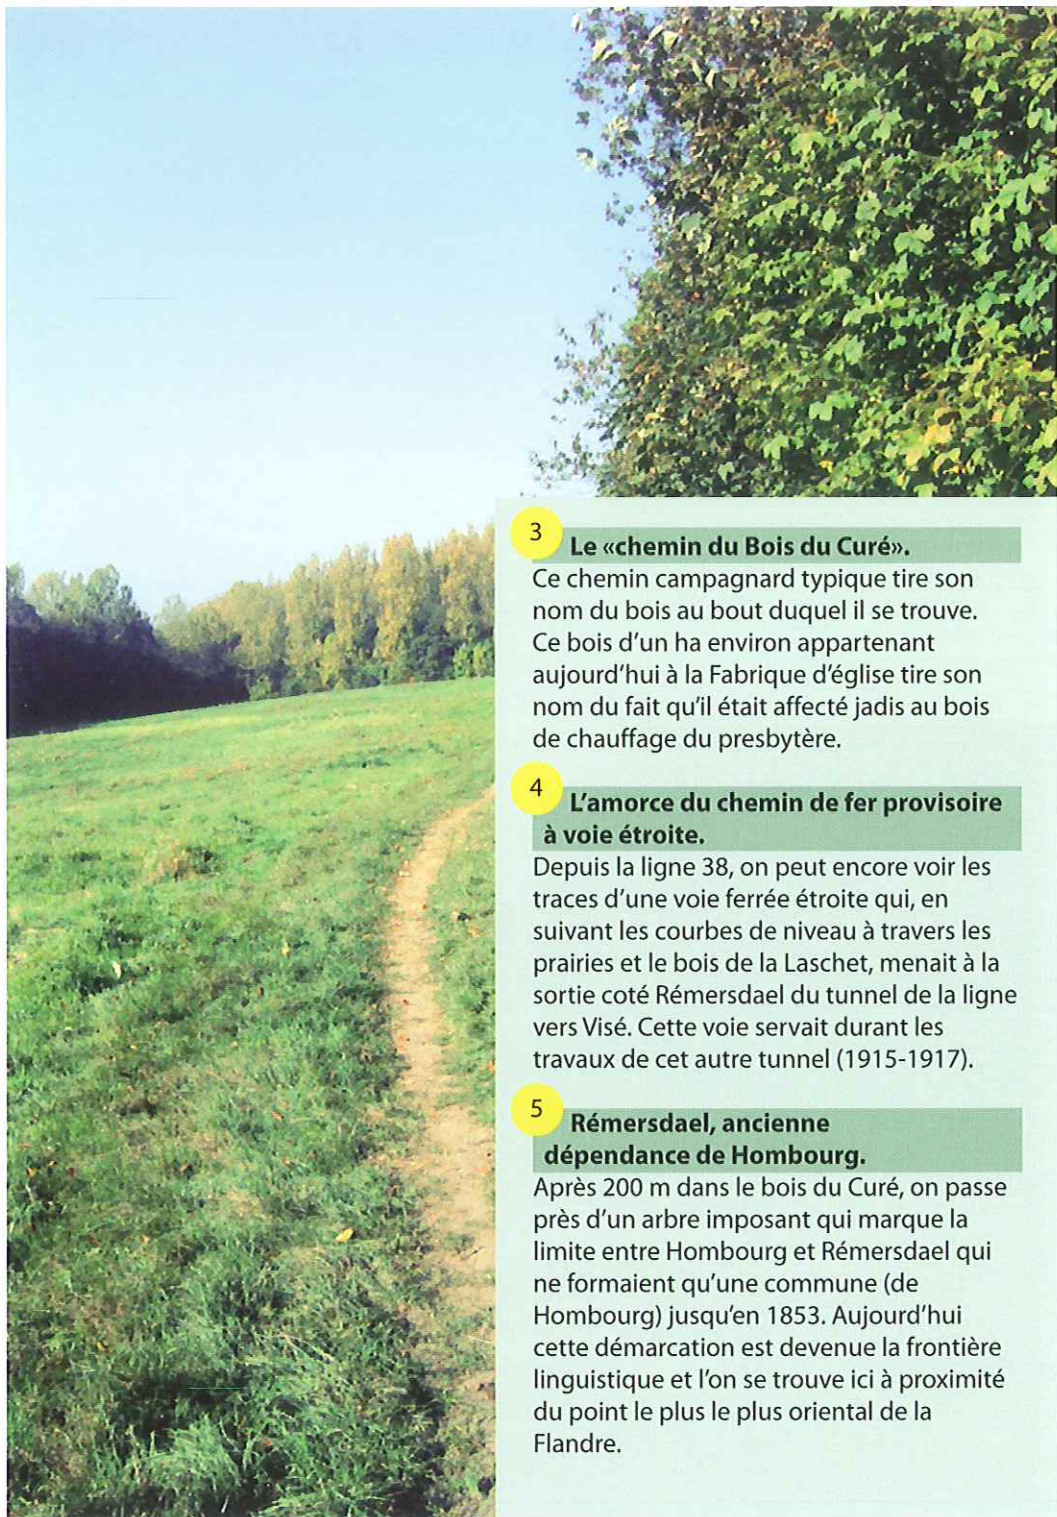 3
Le «chemin du Bois du Curé».
Ce chemin campagnard typique tire son
nom du bois au bout duquel il se trouve.
Ce bois d'un ha environ appartenant
aujourd'hui à la Fabrique d'église tire son
nom du fait qu'il était affecté jadis au bois
de chauffage du presbytère.
4
L'amorce du chemin de fer provisoire
à voie étroite.
Depuis la ligne 38, on peut encore voir les
traces d'une voie ferrée étroite qui, en
suivant les courbes de niveau à travers les
prairies et le bois de la Laschet, menait à la
sortie coté Rémersdael du tunnel de la ligne
vers Visé. Cette voie servait durant les
travaux de cet autre tunnel (1915-1917).
5
Rémersdael, ancienne
dépendance de Hombourg.
Après 200 m dans le bois du Curé, on passe
près d'un arbre imposant qui marque la
limite entre Hombourg et Rémersdael qui
ne formaient qu'une commune (de
Hombourg) jusqu'en 1853. Aujourd'hui
cette démarcation est devenue la frontière
linguistique et l'on se trouve ici à proximité
du point le plus le plus oriental de la
Flandre.